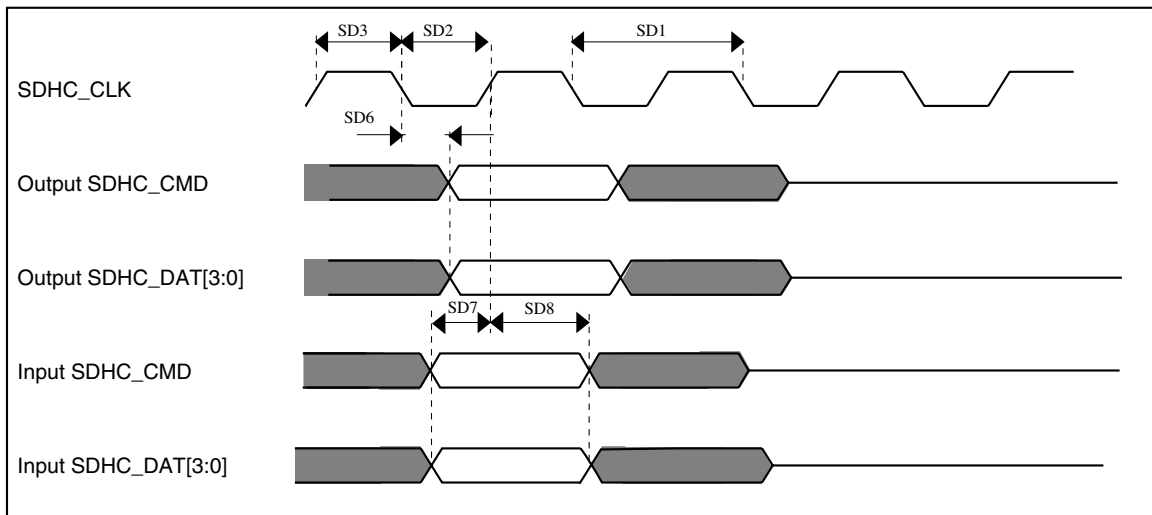 SD3 SD2 SD1
SDHC_CLK
SD6
Output SDHC_CMD
Output SDHC_DAT[3:0]
SD7 SD8
Input SDHC_CMD
Input SDHC_DAT[3:0]